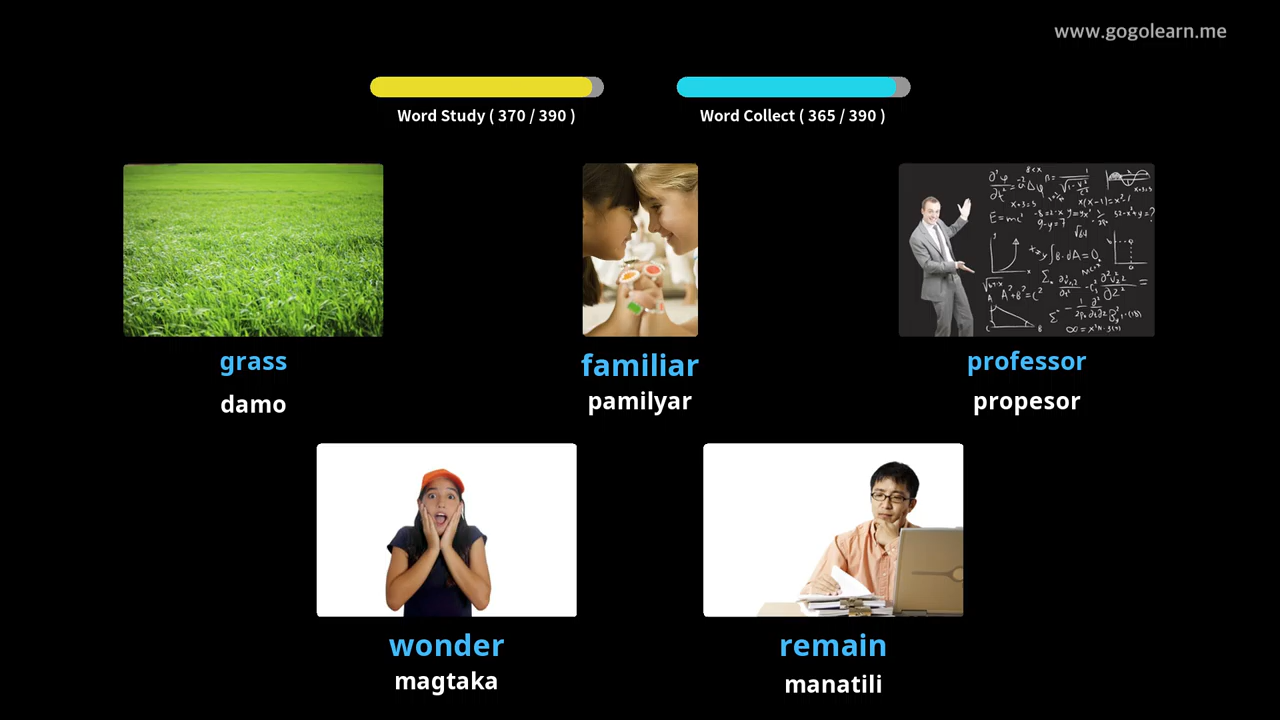 www.gogolearn.me
Word Study ( 370 / 390 )
Word Collect ( 365 / 390 )
grass
familiar
professor
damo
pamilyar
propesor
wonder
remain
magtaka
manatili